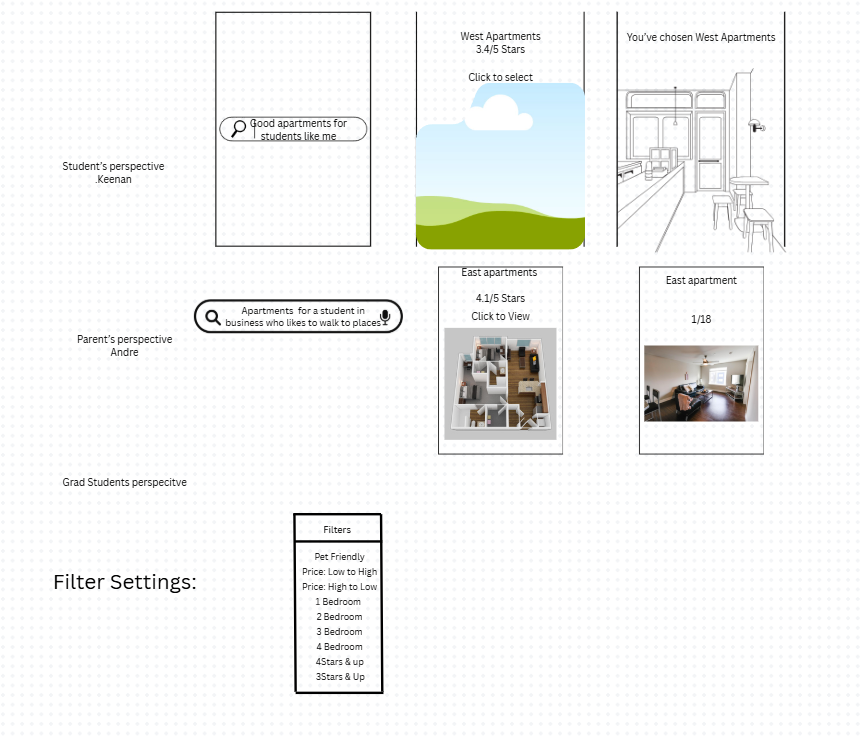 Student's perspective
.Keenan
Good apartments for
students like me
West Apartments
3.4/5 Stars
Click to select
You've chosen West Apartments
Parent's perspective
Andre
Apartments for a student in
business who likes to walk to places
East apartments
4.1/5 Stars
Click to View
East apartment
1/18
Grad Students perspecitve
Filter Settings:
Filters
Pet Friendly
Price: Low to High
Price: High to Low
1 Bedroom
2 Bedroom
3 Bedroom
4 Bedroom
4Stars & up
3Stars & Up